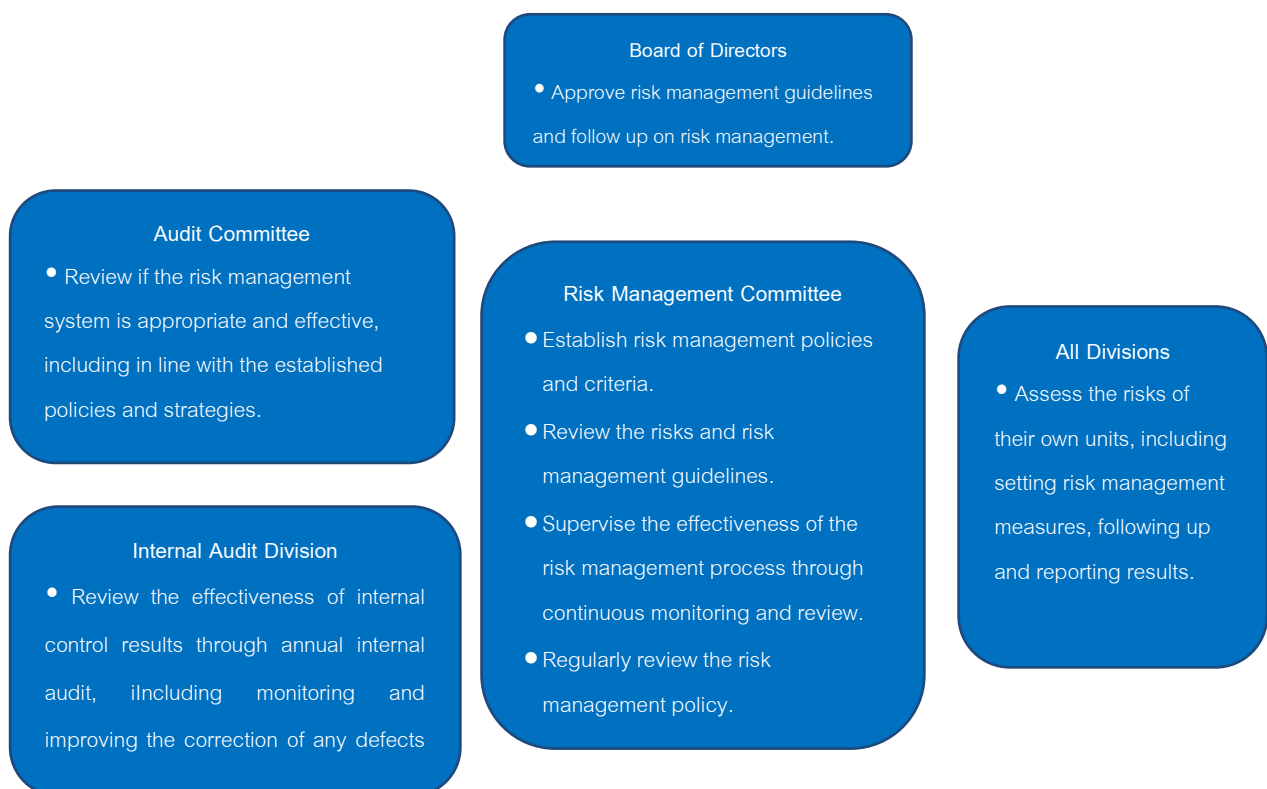 Board of Directors
• Approve risk management guidelines
and follow up on risk management.
Audit Committee
• Review if the risk management
system is appropriate and effective,
including in line with the established
policies and strategies.
Internal Audit Division
• Review the effectiveness of internal
control results through annual internal
audit, iIncluding monitoring and
improving the correction of any defects
Risk Management Committee
• Establish risk management policies
and criteria.
• Review the risks and risk
management guidelines.
• Supervise the effectiveness of the
risk management process through
continuous monitoring and review.
• Regularly review the risk
management policy.
All Divisions
• Assess the risks of
their own units, including
setting risk management
measures, following up
and reporting results.